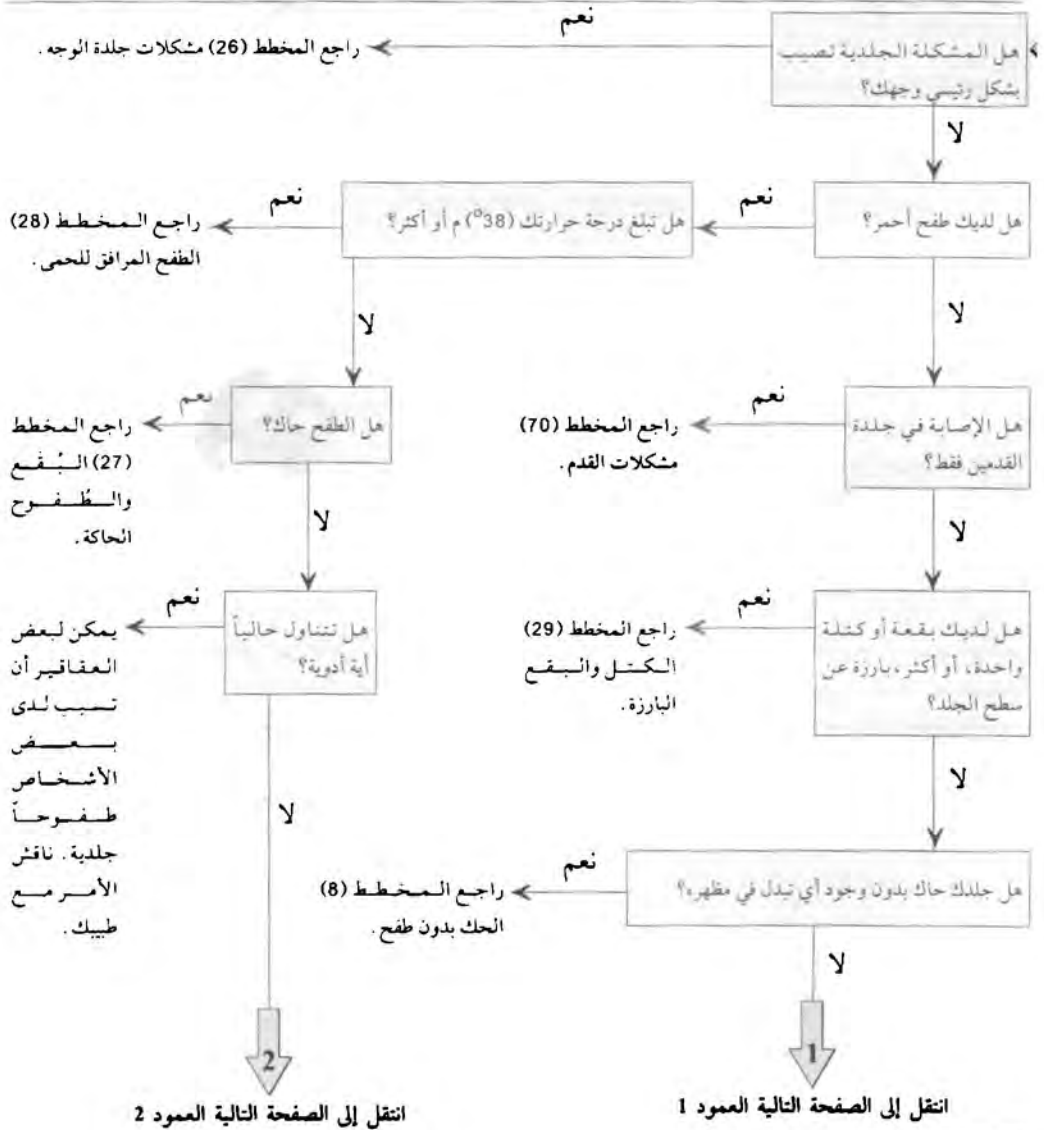 نعم
هل المشكلة الجلدية تصيب
بشكل رئيسي وجهك؟
راجع المخطط (26) مشكلات جلدة الوجه.
لا
هل لديك طفح أحمر؟
نعم
هل تبلغ درجة حرارتك (38°) م أو أكثر؟
نعم
راجع المخطط (28)
الطفح المرافق للحمى.
لا
لا
هل الإصابة في جلدة
القدمين فقط؟
نعم
راجع المخطط (70)
مشكلات القدم.
هل الطفح حاك؟
نعم
راجع المخطط
(27) البُقَع
والطُفوح
الحاكة.
لا
لا
هل لديك بقعة أو كتلة
واحدة، أو أكثر، بارزة عن
سطح الجلد؟
نعم
راجع المخطط (29)
الكتل والبقع
البارزة.
هل تتناول حالياً
أية أدوية؟
نعم
يمكن لبعض
العقاقير أن
تسبب لدى
بعض
الأشخاص
طفوحاً
جلدية. ناقش
الأمر مع
طبيبك.
لا
لا
هل جلدك حاك بدون وجود أي تبدل في مظهره؟
نعم
راجع المخطط (8)
الحك بدون طفح.
لا
1
انتقل إلى الصفحة التالية العمود 1
2
انتقل إلى الصفحة التالية العمود 2